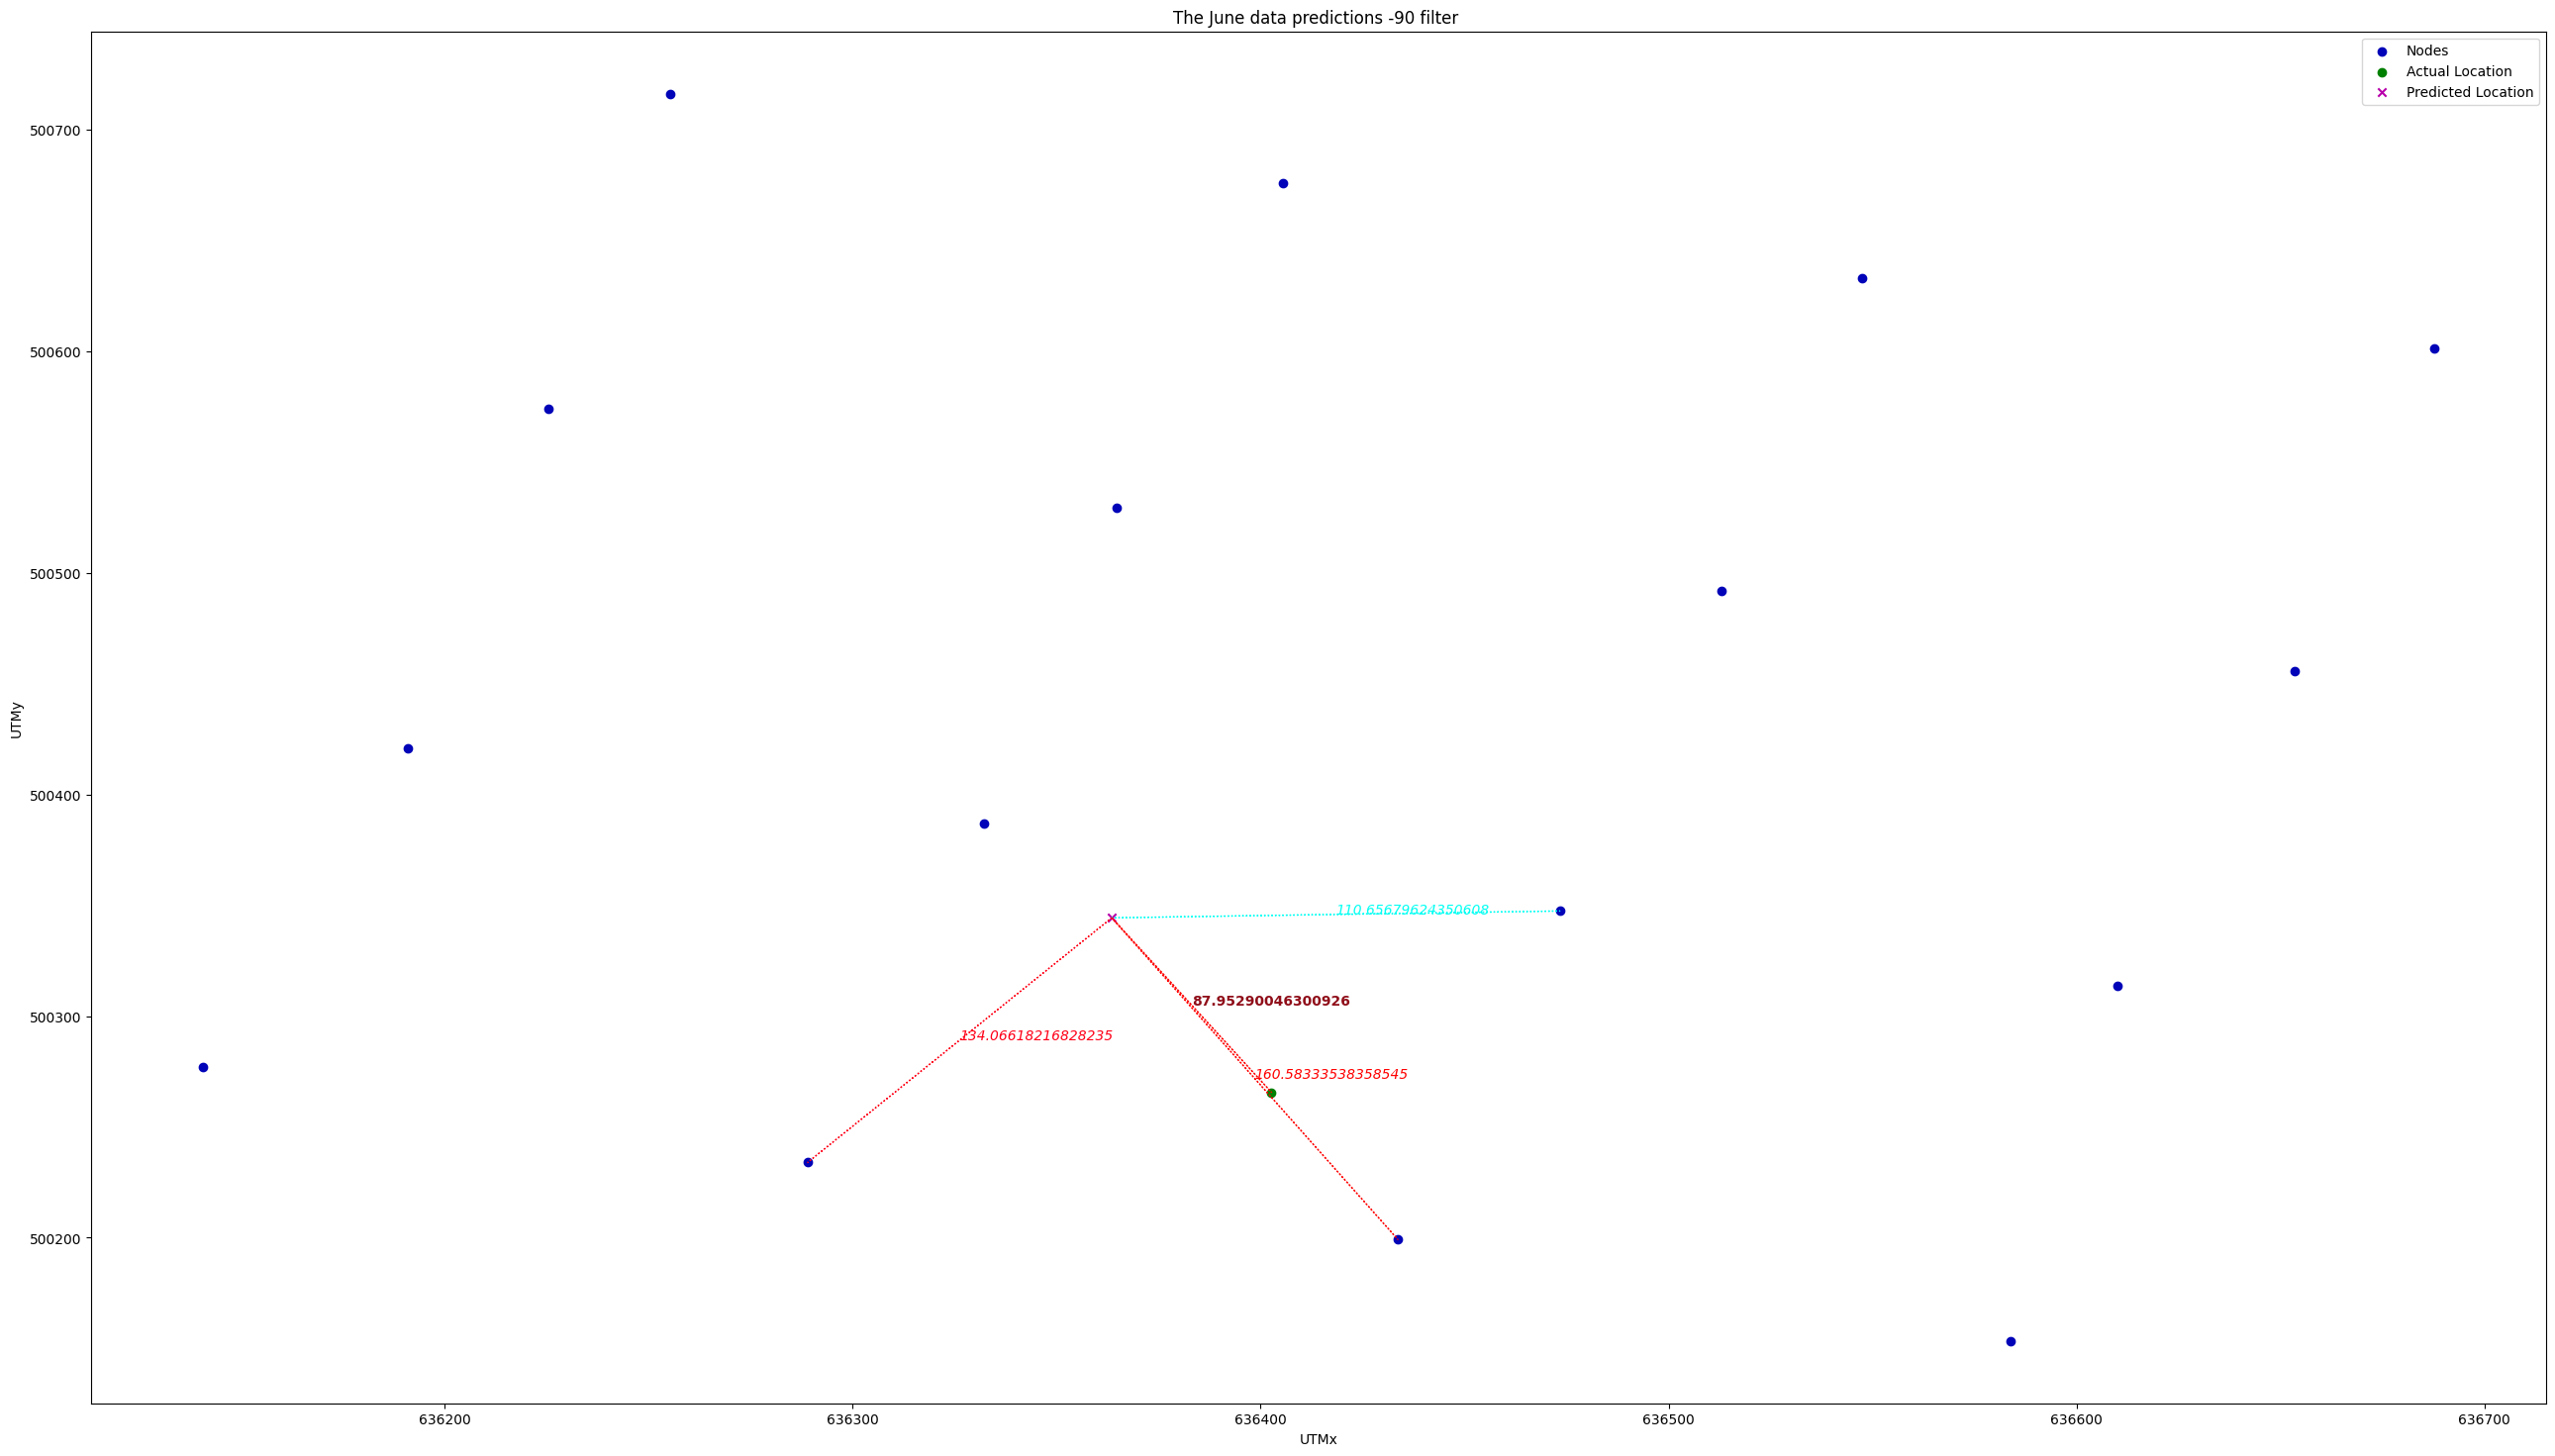 The June data predictions -90 filter
Nodes
Actual Location
Predicted Location
500700
500600
500500
500400
500300
500200
UTMy
110.65679624350608
87.95290046300926
134.06618216828235
160.58333538358545
636200
636300
636400
636500
636600
636700
UTMx